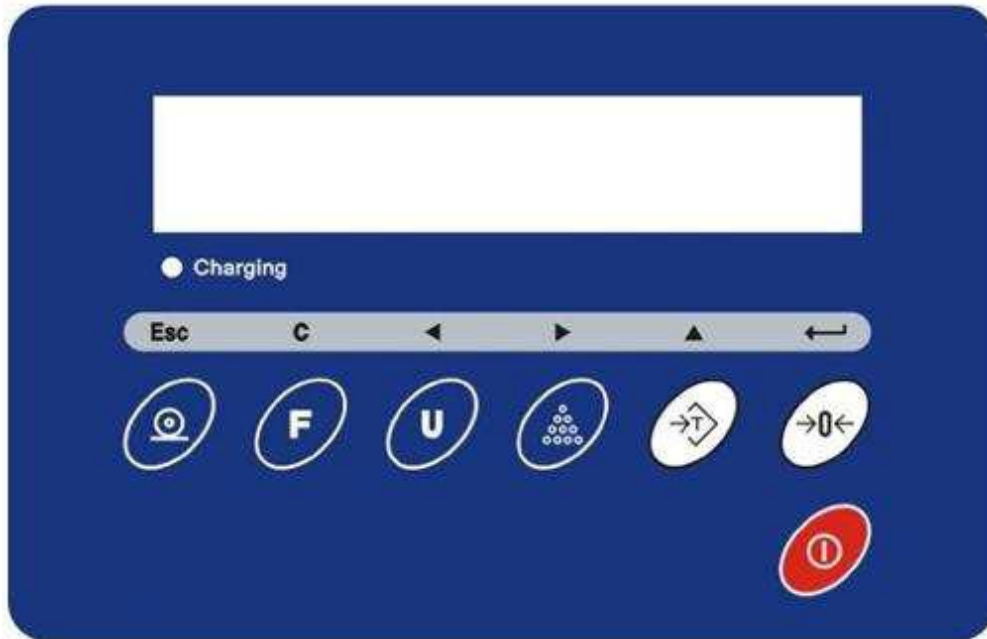 Charging
Esc C ◀ ▶ ▲ ↵
F U →T →0←